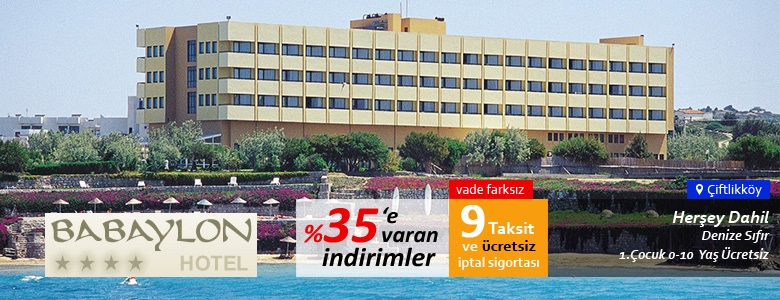 BABAYLON
★★★★ HOTEL
%35'e
varan
indirimler
vade farksız
9 Taksit
ve ücretsiz
iptal sigortası
Çiftlikköy
Herşey Dahil
Denize Sıfır
1.Çocuk 0-10 Yaş Ücretsiz